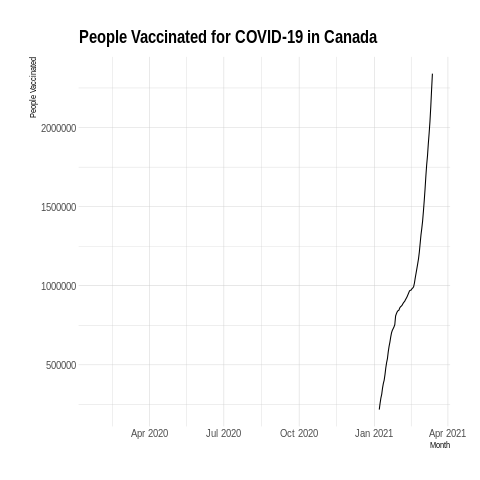 People Vaccinated for COVID-19 in Canada
People Vaccinated
2000000
1500000
1000000
500000
Apr 2020 Jul 2020 Oct 2020 Jan 2021 Apr 2021
Month